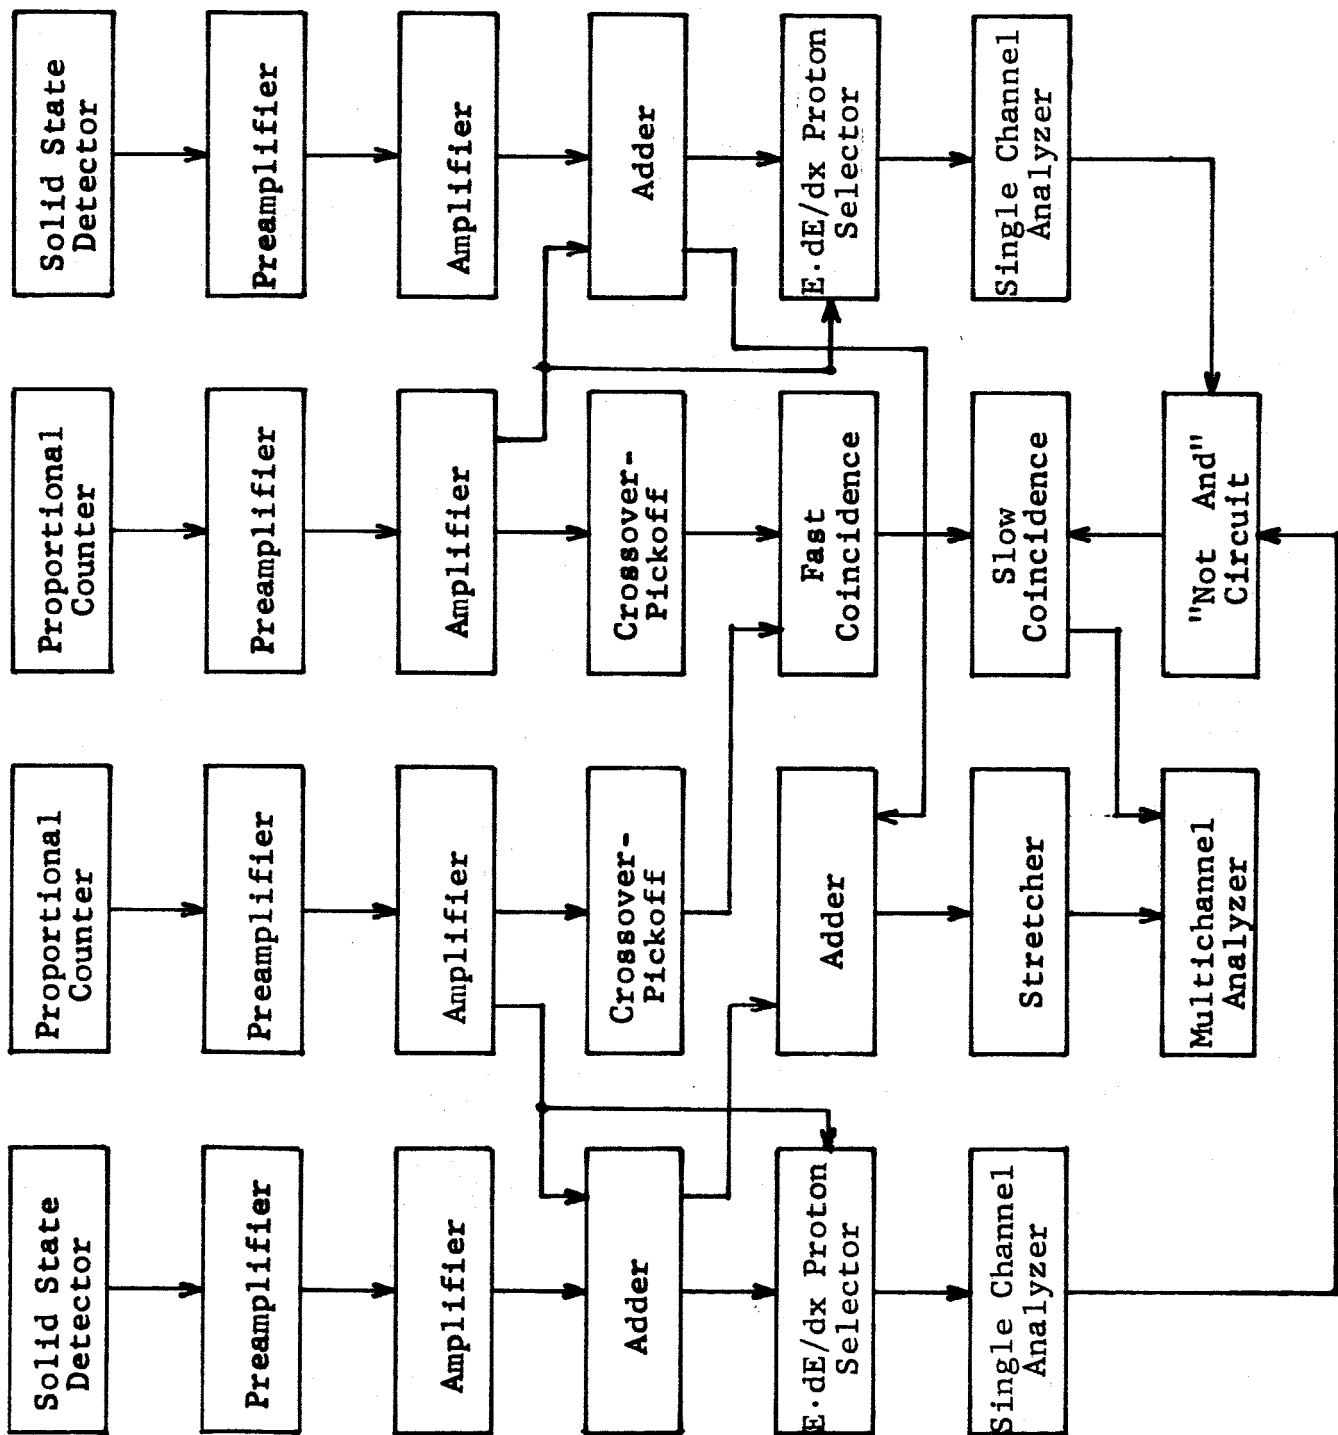 Solid State
Detector
Proportional
Counter
Proportional
Counter
Solid State
Detector
Preamplifier
Preamplifier
Preamplifier
Preamplifier
Amplifier
Amplifier
Amplifier
Amplifier
Adder
Crossover-
Pickoff
Crossover-
Pickoff
Adder
E·dE/dx Proton
Selector
Adder
Fast
Coincidence
E·dE/dx Proton
Selector
Single Channel
Analyzer
Stretcher
Slow
Coincidence
Single Channel
Analyzer
Multichannel
Analyzer
"Not And"
Circuit